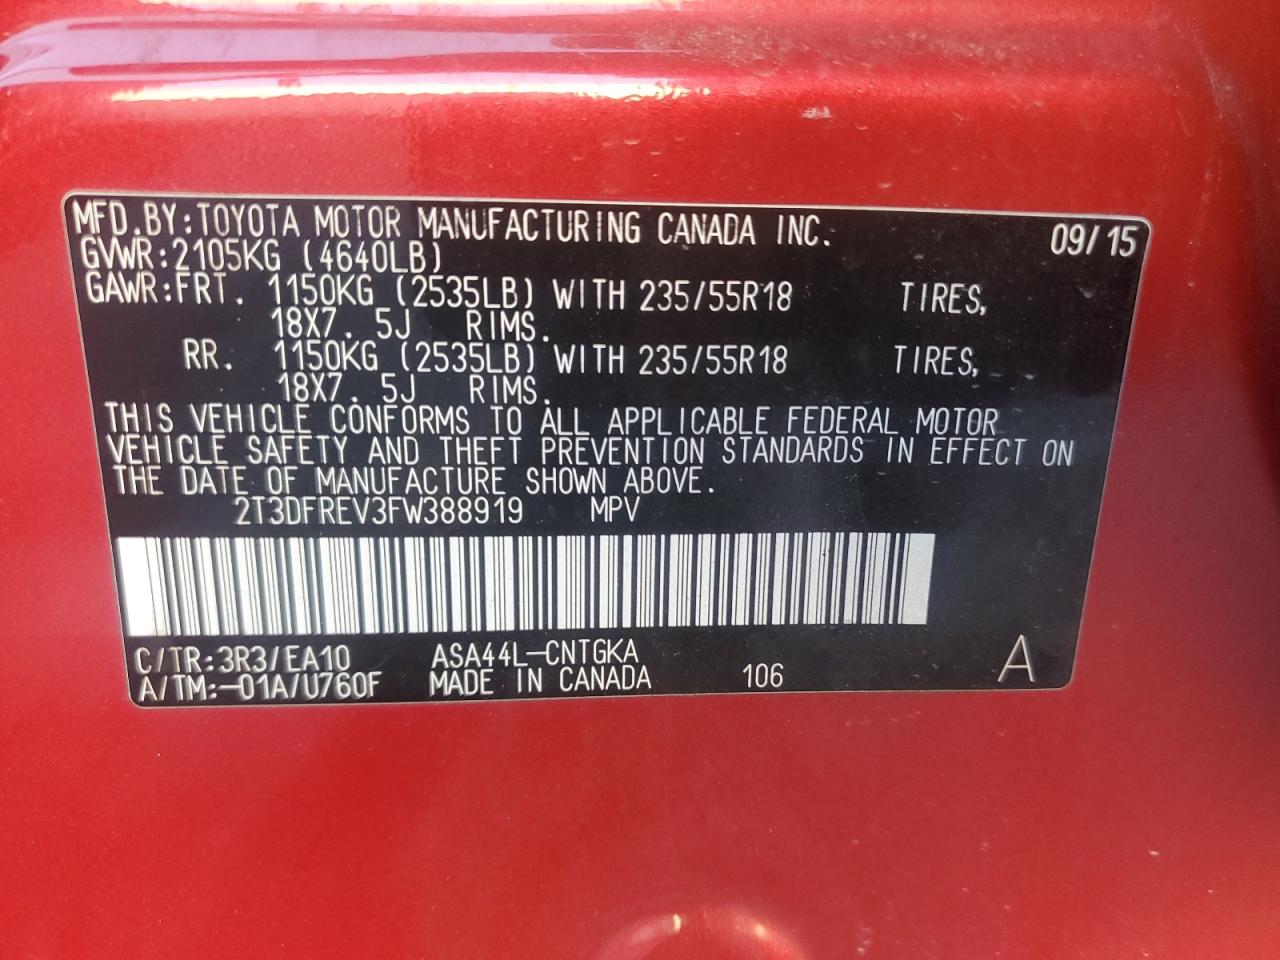 MFD.BY:TOYOTA MOTOR MANUFACTURING CANADA INC. 09/15
GVWR:2105KG (4640LB)
GAWR:FRT. 1150KG (2535LB) WITH 235/55R18 TIRES,
18X7.5J RIMS.
RR. 1150KG (2535LB) WITH 235/55R18 TIRES,
18X7.5J RIMS.
THIS VEHICLE CONFORMS TO ALL APPLICABLE FEDERAL MOTOR
VEHICLE SAFETY AND THEFT PREVENTION STANDARDS IN EFFECT ON
THE DATE OF MANUFACTURE SHOWN ABOVE.
2T3DFREV3FW388919 MPV
C/TR:3R3/EA10 ASA44L-CNTGKA
A/TM:-01A/U760F MADE IN CANADA 106 A